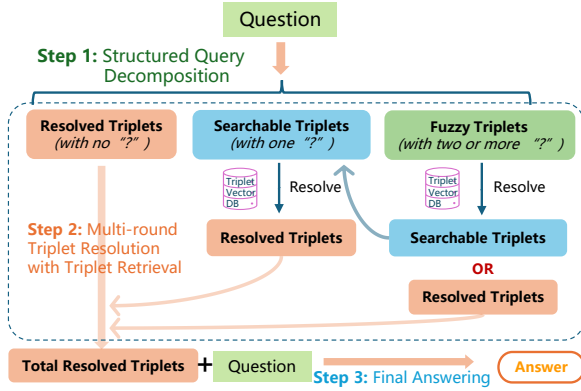 Question
Step 1: Structured Query
Decomposition
Resolved Triplets
(with no “?” )
Searchable Triplets
(with one “?” )
Fuzzy Triplets
(with two or more “?” )
Triplet
Vector
DB
Resolve
Triplet
Vector
DB
Resolve
Step 2: Multi-round
Triplet Resolution
with Triplet Retrieval
Resolved Triplets
Searchable Triplets
OR
Resolved Triplets
Total Resolved Triplets + Question
Step 3: Final Answering
Answer